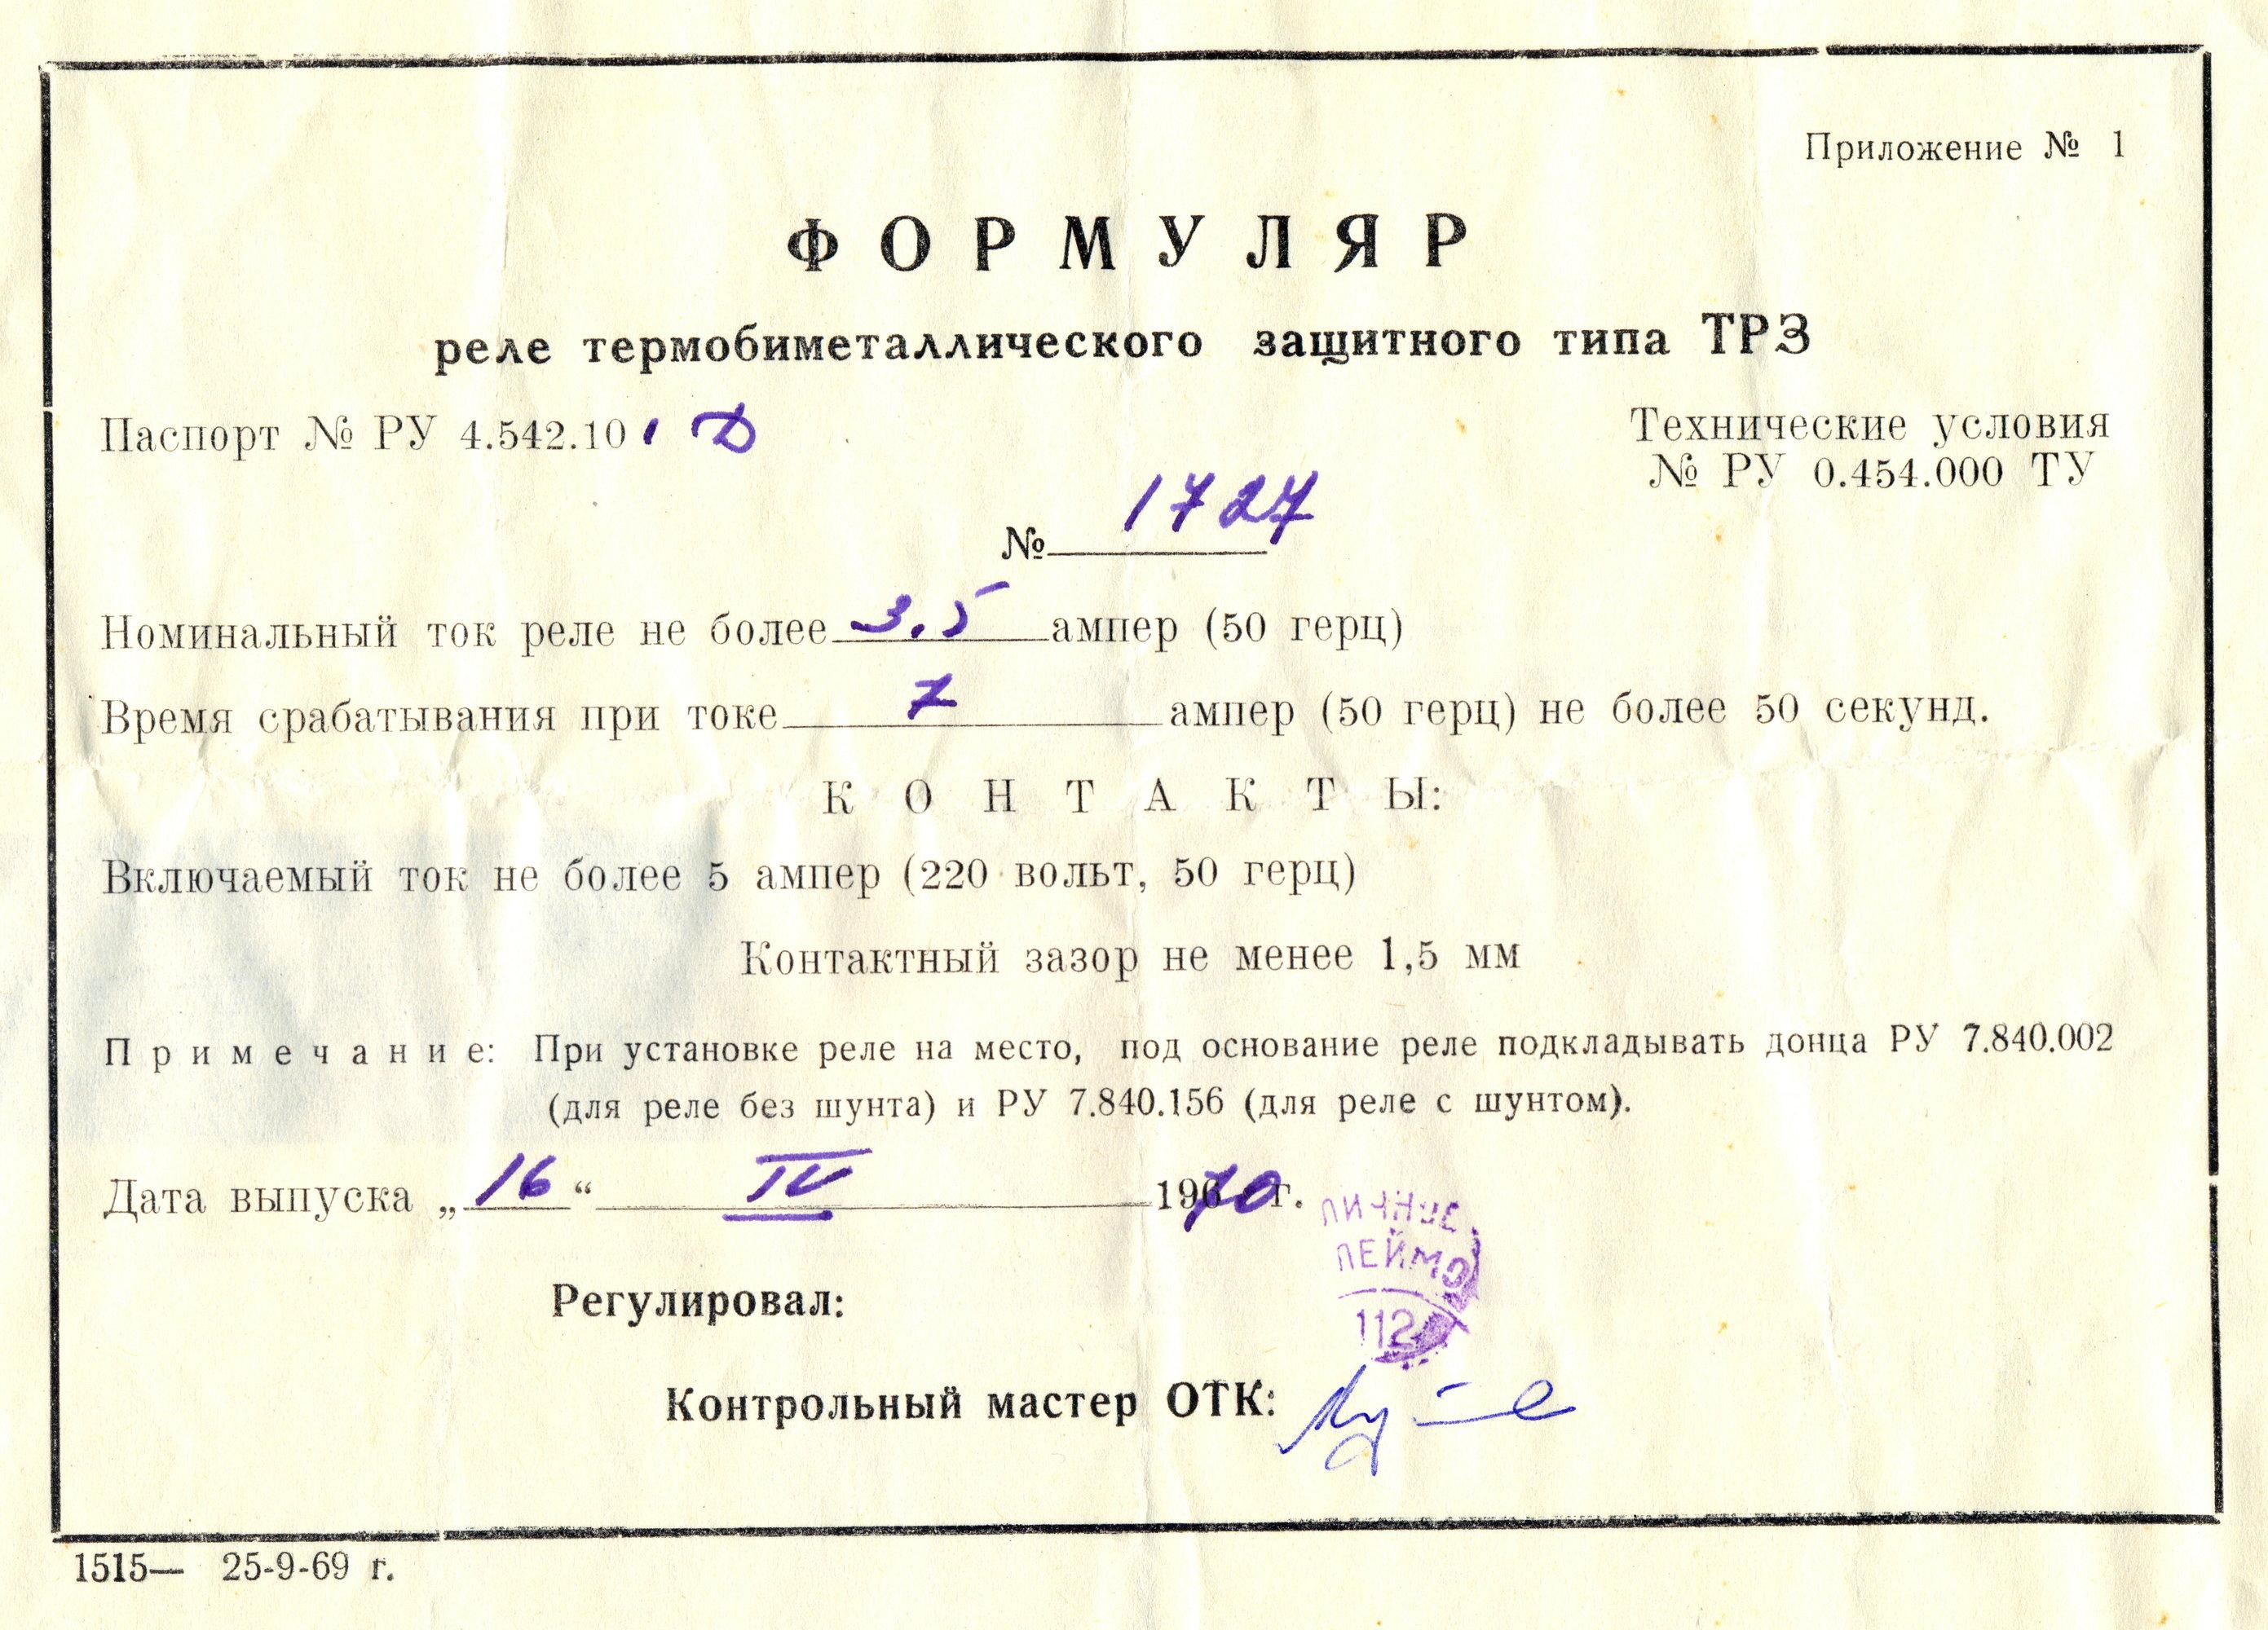 Приложение № 1
ФОРМУЛЯР
реле термобиметаллического защитного типа ТРЗ
Паспорт № РУ 4.542.101 Д
Технические условия
№ РУ 0.454.000 ТУ
№ 1727
Номинальный ток реле не более 3.5 ампер (50 герц)
Время срабатывания при токе 7 ампер (50 герц) не более 50 секунд.
КОНТАКТЫ:
Включаемый ток не более 5 ампер (220 вольт, 50 герц)
Контактный зазор не менее 1,5 мм
Примечание: При установке реле на место, под основание реле подкладывать донца РУ 7.840.002
(для реле без шунта) и РУ 7.840.156 (для реле с шунтом).
Дата выпуска „16“ IV 1970 г.
ЛИЧНОЕ
КЛЕЙМО
112
Регулировал:
Контрольный мастер ОТК:
1515— 25-9-69 г.